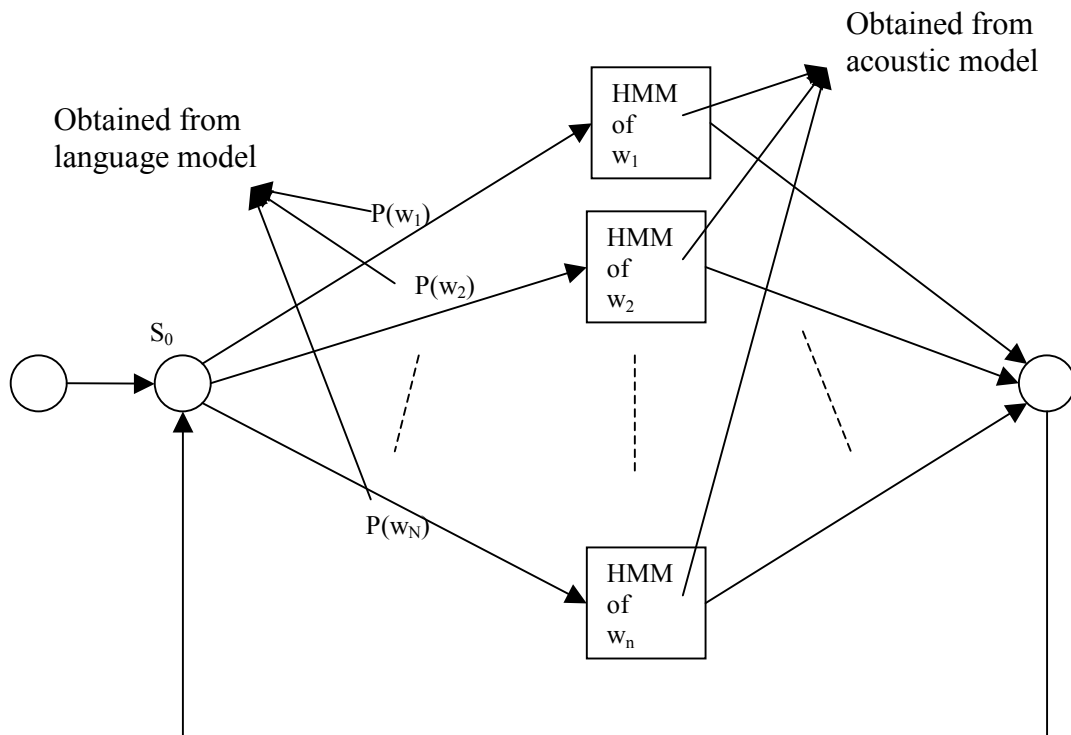 Obtained from
acoustic model
Obtained from
language model
HMM
of
w₁
P(w₁)
HMM
of
w₂
P(w₂)
S₀
P(w_N)
HMM
of
wₙ